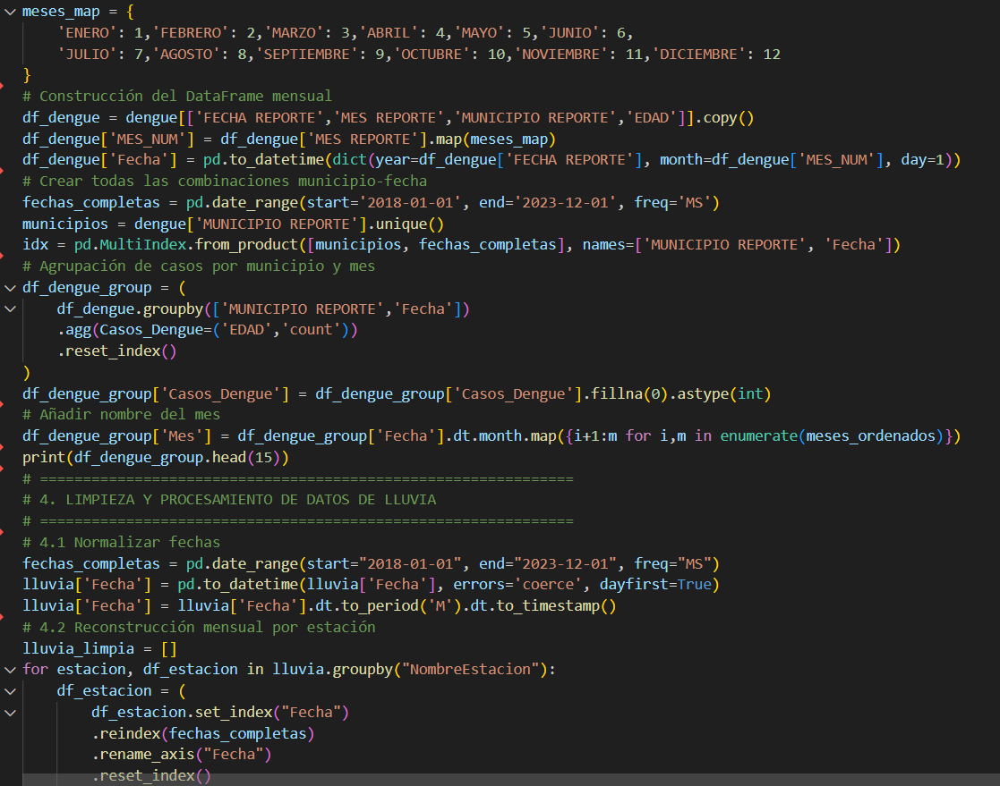 meses_map = {
    'ENERO': 1,'FEBRERO': 2,'MARZO': 3,'ABRIL': 4,'MAYO': 5,'JUNIO': 6,
    'JULIO': 7,'AGOSTO': 8,'SEPTIEMBRE': 9,'OCTUBRE': 10,'NOVIEMBRE': 11,'DICIEMBRE': 12
}
# Construcción del DataFrame mensual
df_dengue = dengue[['FECHA REPORTE','MES REPORTE','MUNICIPIO REPORTE','EDAD']].copy()
df_dengue['MES_NUM'] = df_dengue['MES REPORTE'].map(meses_map)
df_dengue['Fecha'] = pd.to_datetime(dict(year=df_dengue['FECHA REPORTE'], month=df_dengue['MES_NUM'], day=1))
# Crear todas las combinaciones municipio-fecha
fechas_completas = pd.date_range(start='2018-01-01', end='2023-12-01', freq='MS')
municipios = dengue['MUNICIPIO REPORTE'].unique()
idx = pd.MultiIndex.from_product([municipios, fechas_completas], names=['MUNICIPIO REPORTE', 'Fecha'])
# Agrupación de casos por municipio y mes
df_dengue_group = (
    df_dengue.groupby(['MUNICIPIO REPORTE','Fecha'])
    .agg(Casos_Dengue=('EDAD','count'))
    .reset_index()
)
df_dengue_group['Casos_Dengue'] = df_dengue_group['Casos_Dengue'].fillna(0).astype(int)
# Añadir nombre del mes
df_dengue_group['Mes'] = df_dengue_group['Fecha'].dt.month.map({i+1:m for i,m in enumerate(meses_ordenados)})
print(df_dengue_group.head(15))
# ==============================================================
# 4. LIMPIEZA Y PROCESAMIENTO DE DATOS DE LLUVIA
# ==============================================================
# 4.1 Normalizar fechas
fechas_completas = pd.date_range(start="2018-01-01", end="2023-12-01", freq="MS")
lluvia['Fecha'] = pd.to_datetime(lluvia['Fecha'], errors='coerce', dayfirst=True)
lluvia['Fecha'] = lluvia['Fecha'].dt.to_period('M').dt.to_timestamp()
# 4.2 Reconstrucción mensual por estación
lluvia_limpia = []
for estacion, df_estacion in lluvia.groupby("NombreEstacion"):
    df_estacion = (
        df_estacion.set_index("Fecha")
        .reindex(fechas_completas)
        .rename_axis("Fecha")
        .reset_index()